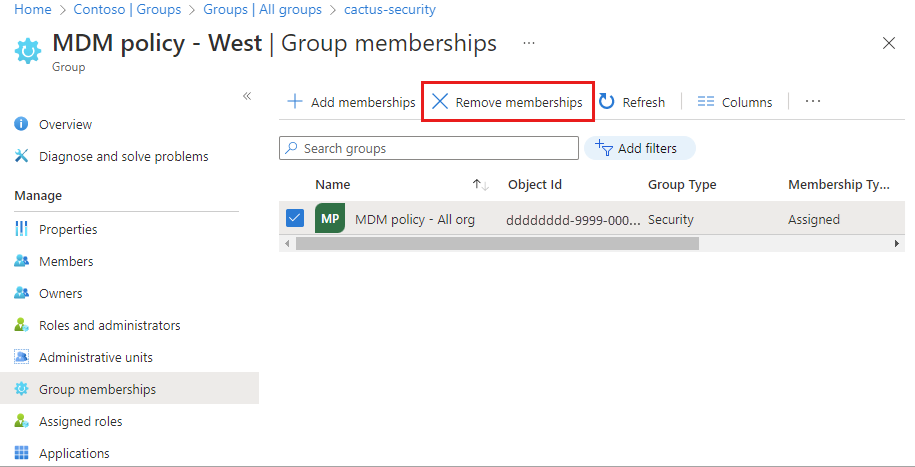 Home > Contoso | Groups > Groups | All groups > cactus-security
MDM policy - West | Group memberships ...
Group
Add memberships Remove memberships Refresh Columns ...
Search groups Add filters
Name Object Id Group Type Membership Ty...
MP MDM policy - All org dddddddd-9999-000... Security Assigned
Overview
Diagnose and solve problems
Manage
Properties
Members
Owners
Roles and administrators
Administrative units
Group memberships
Assigned roles
Applications